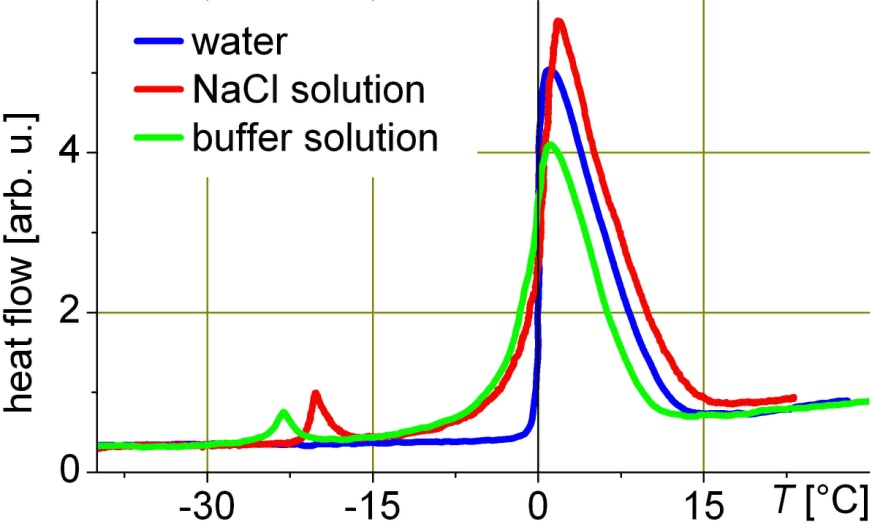 water
NaCl solution
buffer solution
heat flow [arb. u.]
4
2
0
-30
-15
0
15
T [°C]